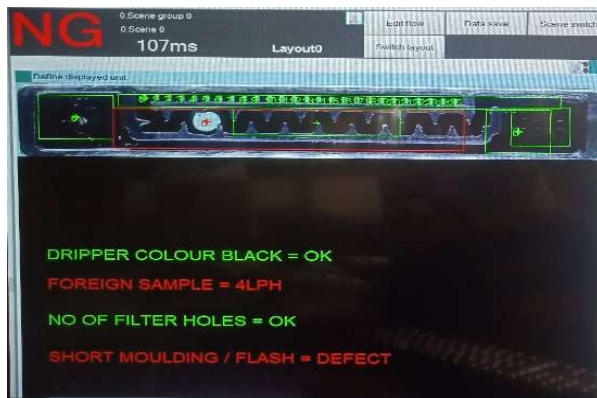 NG
0.Scene group 0
0.Scene 0
107ms
Layout0
Edit flow
Data save
Scene switch
Switch layout
Define displayed unit
DRIPPER COLOUR BLACK = OK
FOREIGN SAMPLE = 4LPH
NO OF FILTER HOLES = OK
SHORT MOULDING / FLASH = DEFECT